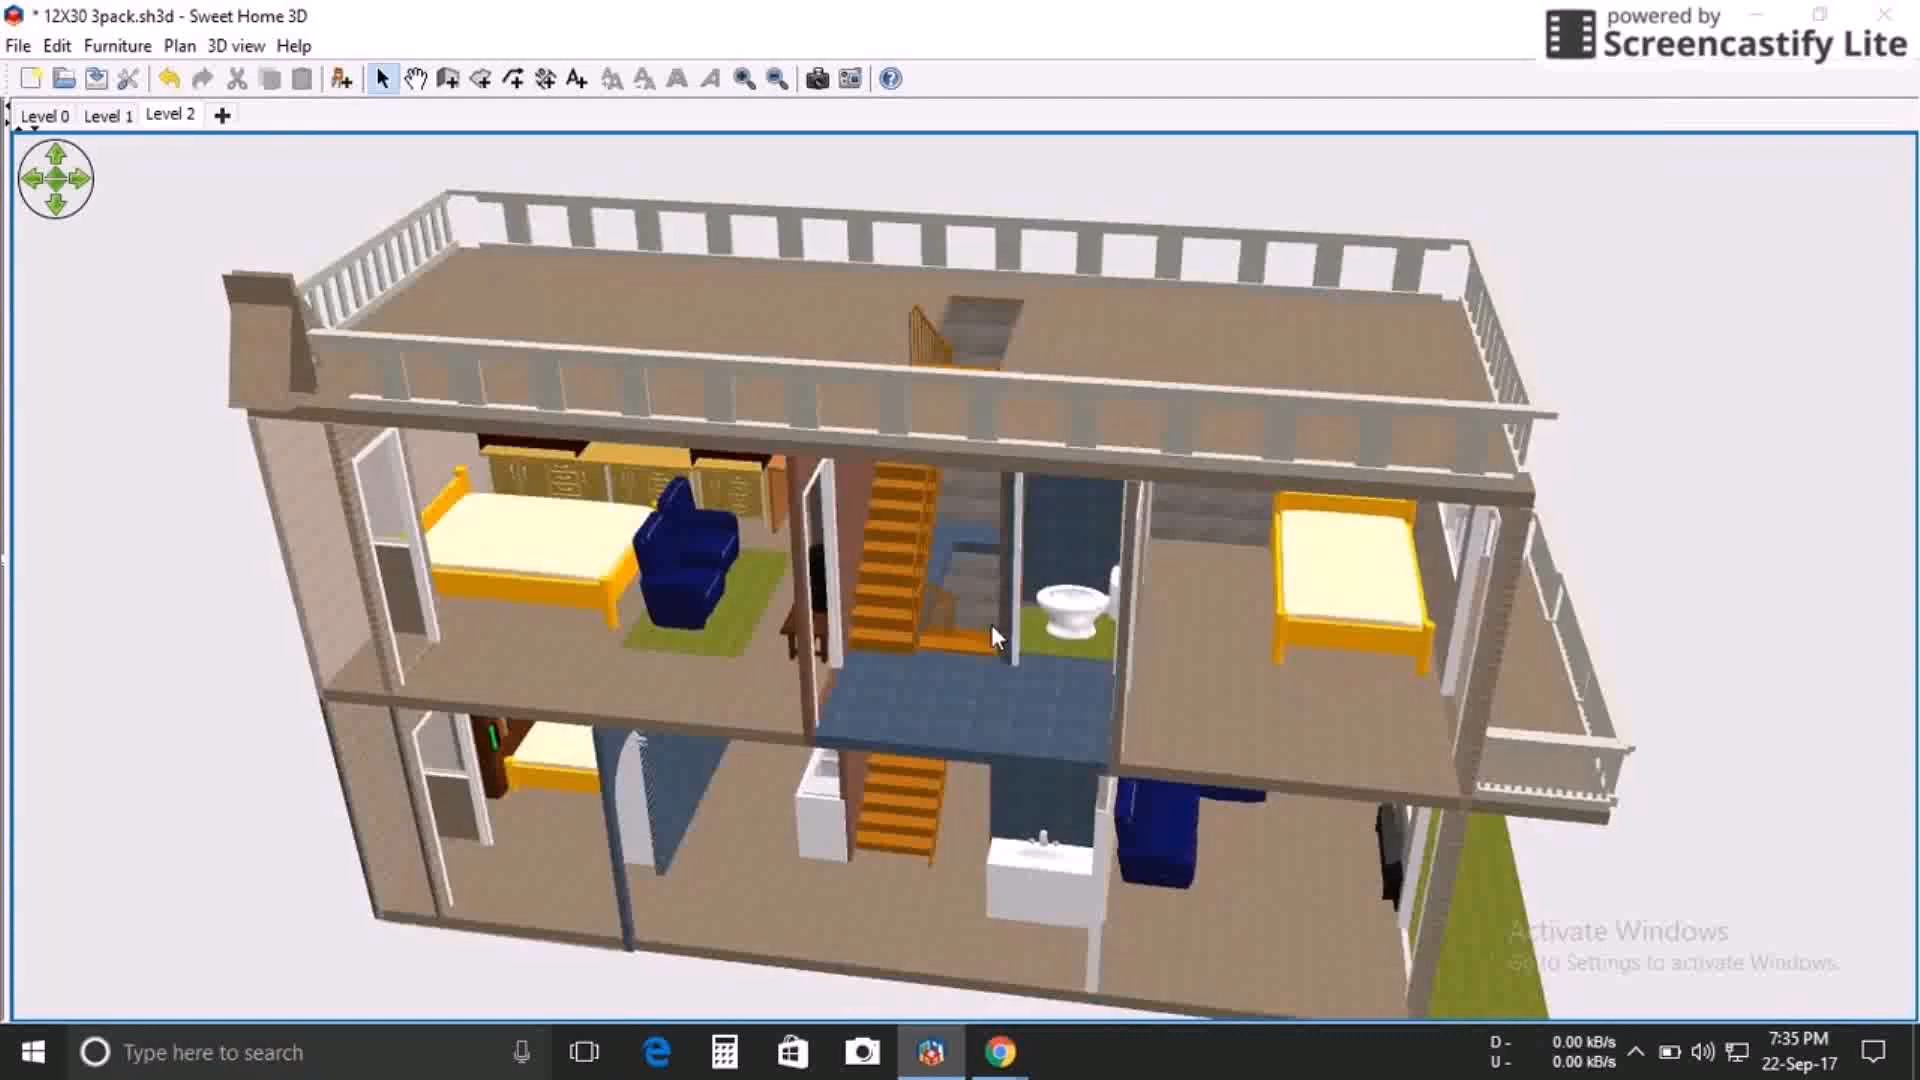 * 12X30 3pack.sh3d - Sweet Home 3D
powered by
Screencastify Lite
File Edit Furniture Plan 3D view Help
Level 0 Level 1 Level 2
Activate Windows
Go to Settings to activate Windows.
Type here to search
D - 0.00 kB/s
U - 0.00 kB/s
7:35 PM
22-Sep-17